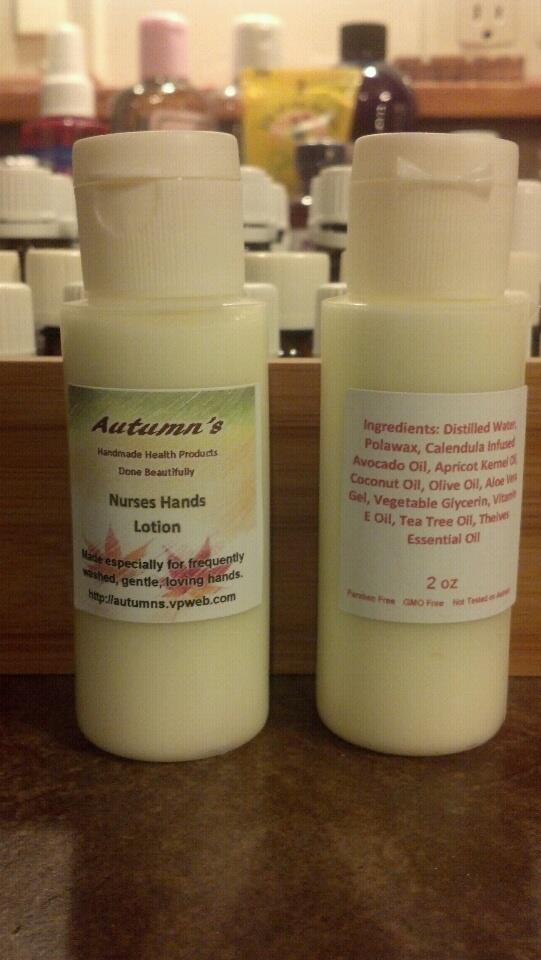 Autumn's
Handmade Health Products
Done Beautifully
Nurses Hands
Lotion
Made especially for frequently
washed, gentle, loving hands.
http://autumns.vpweb.com
Ingredients: Distilled Water,
Polawax, Calendula Infused
Avocado Oil, Apricot Kernel Oil,
Coconut Oil, Olive Oil, Aloe Vera
Gel, Vegetable Glycerin, Vitamin
E Oil, Tea Tree Oil, Theives
Essential Oil
2 oz
Paraben Free GMO Free Not Tested on